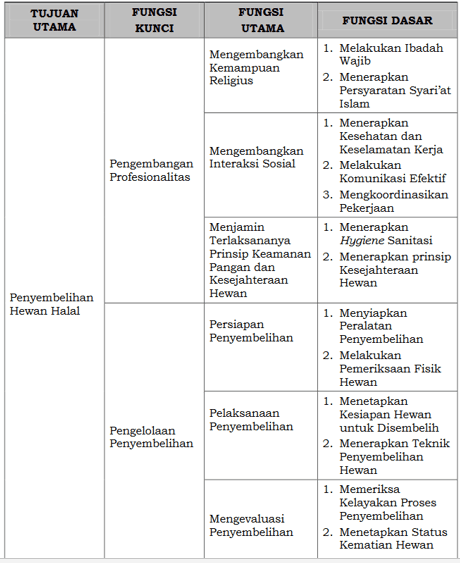 TUJUAN UTAMA
FUNGSI KUNCI
FUNGSI UTAMA
FUNGSI DASAR
Penyembelihan
Hewan Halal
Pengembangan
Profesionalitas
Mengembangkan
Kemampuan
Religius
1. Melakukan Ibadah
Wajib
2. Menerapkan
Persyaratan Syari'at
Islam
Mengembangkan
Interaksi Sosial
1. Menerapkan
Kesehatan dan
Keselamatan Kerja
2. Melakukan
Komunikasi Efektif
3. Mengkoordinasikan
Pekerjaan
Menjamin
Terlaksananya
Prinsip Keamanan
Pangan dan
Kesejahteraan
Hewan
1. Menerapkan
Hygiene Sanitasi
2. Menerapkan prinsip
Kesejahteraan
Hewan
Pengelolaan
Penyembelihan
Persiapan
Penyembelihan
1. Menyiapkan
Peralatan
Penyembelihan
2. Melakukan
Pemeriksaan Fisik
Hewan
Pelaksanaan
Penyembelihan
1. Menetapkan
Kesiapan Hewan
untuk Disembelih
2. Menerapkan Teknik
Penyembelihan
Hewan
Mengevaluasi
Penyembelihan
1. Memeriksa
Kelayakan Proses
Penyembelihan
2. Menetapkan Status
Kematian Hewan